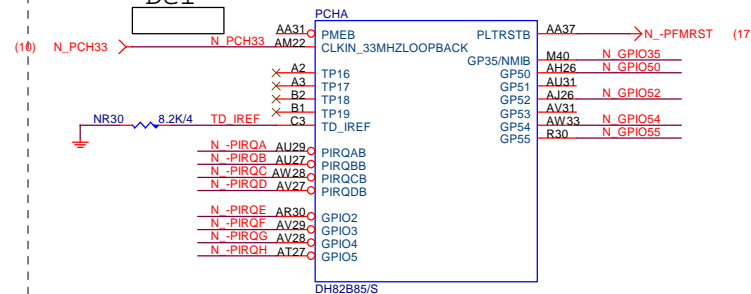 PCHA
(10) N_PCH33 N_PCH33
AA31 PMEB PLTRSTB AA37 N_-PFMRST (17
AM22 CLKIN_33MHZLOOPBACK
GP35/NMIB M40 N_GPIO35
A2 TP16 GP50 AH26 N_GPIO50
A3 TP17 GP51 AU31
B2 TP18 GP52 AJ26 N_GPIO52
B1 TP19 GP53 AV31
NR30 8.2K/4 TD_IREF C3 TD_IREF GP54 AW33 N_GPIO54
GP55 R30 N_GPIO55
N_-PIRQA AU29 PIRQAB
N_-PIRQB AU27 PIRQBB
N_-PIRQC AW28 PIRQCB
N_-PIRQD AV27 PIRQDB
N_-PIRQE AR30 GPIO2
N_-PIRQF AV29 GPIO3
N_-PIRQG AV28 GPIO4
N_-PIRQH AT27 GPIO5
DH82B85/S